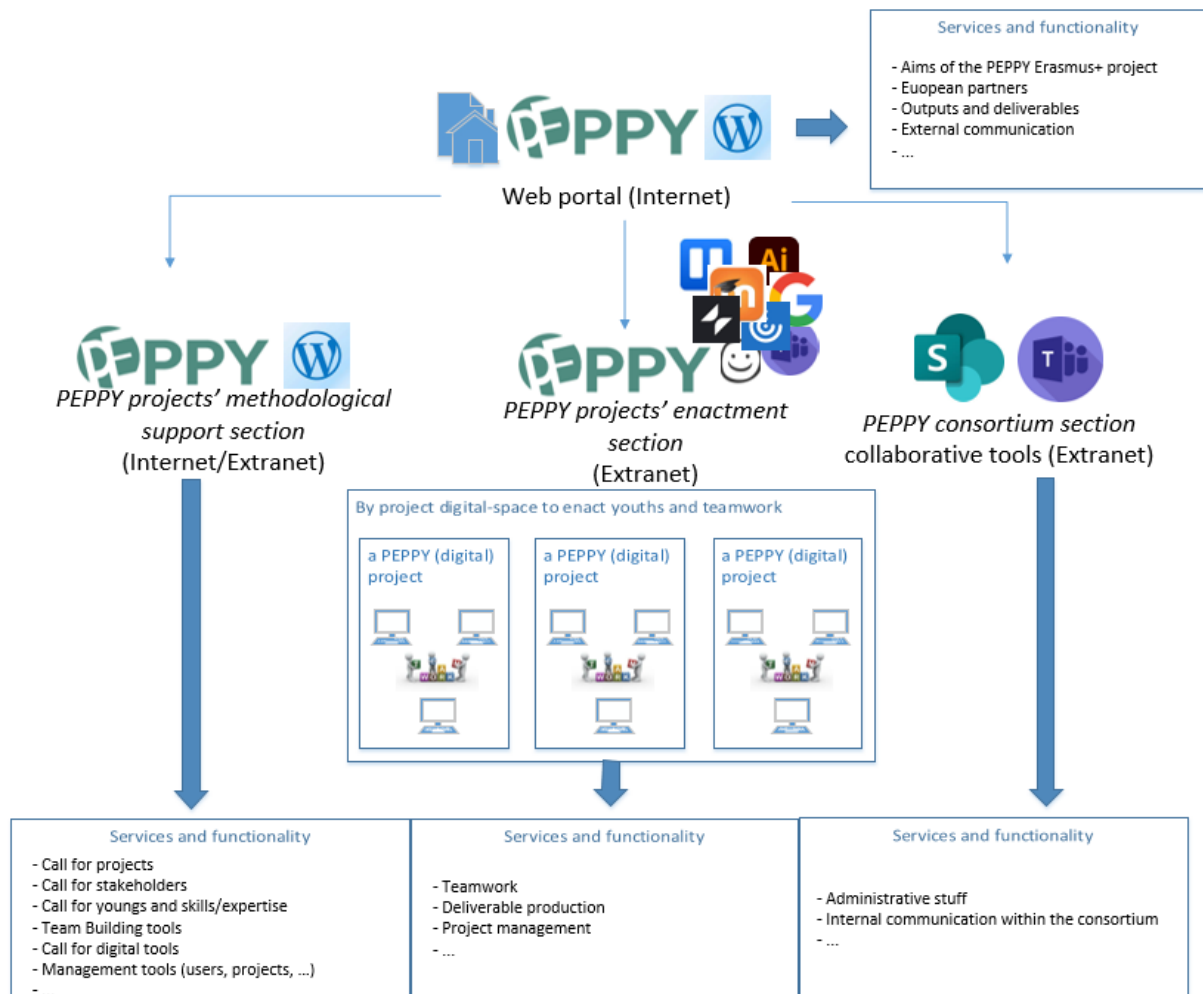 Services and functionality
- Aims of the PEPPY Erasmus+ project
- Euopean partners
- Outputs and deliverables
- External communication
- ...
PEPPY
Web portal (Internet)
Ai
PEPPY
PEPPY projects' methodological
support section
(Internet/Extranet)
PEPPY
PEPPY projects' enactment
section
(Extranet)
S
T
PEPPY consortium section
collaborative tools (Extranet)
By project digital-space to enact youths and teamwork
a PEPPY (digital)
project
a PEPPY (digital)
project
a PEPPY (digital)
project
Services and functionality
- Call for projects
- Call for stakeholders
- Call for youngs and skills/expertise
- Team Building tools
- Call for digital tools
- Management tools (users, projects, ...)
- ...
Services and functionality
- Teamwork
- Deliverable production
- Project management
- ...
Services and functionality
- Administrative stuff
- Internal communication within the consortium
- ...